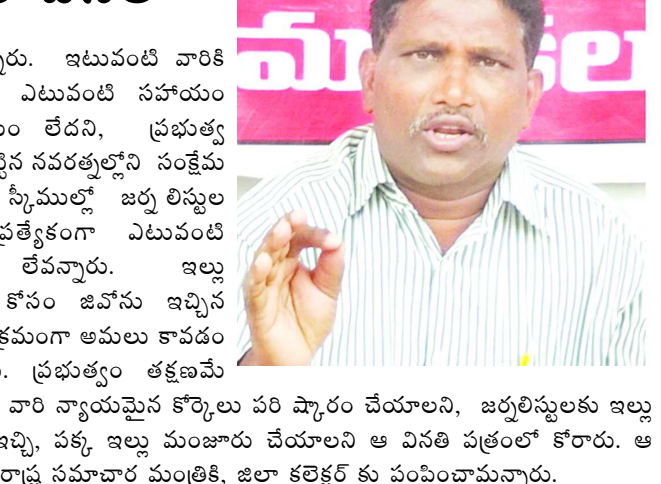 ఇటువంటి వారికి
ఎటువంటి సహాయం
లేదని, ప్రభుత్వ
నవరత్నల్లోని సంక్షేమ
స్కీముల్లో జర్న లిస్టుల
ప్రత్యేకంగా ఎటువంటి
లేవన్నారు. ఇల్లు
కోసం జివోను ఇచ్చిన
అమలు కావడం
ప్రభుత్వం తక్షణమే
వారి న్యాయమైన కోర్కెలు పరి ష్కారం చేయాలని, జర్నలిస్టులకు ఇల్లు
ఇచ్చి, పక్క ఇల్లు మంజూరు చేయాలని ఆ వినతి పత్రంలో కోరారు. ఆ
రాష్ట్ర సమాచార మంత్రికి, జిలా కలెక్టర్ కు పంపించామన్నారు.